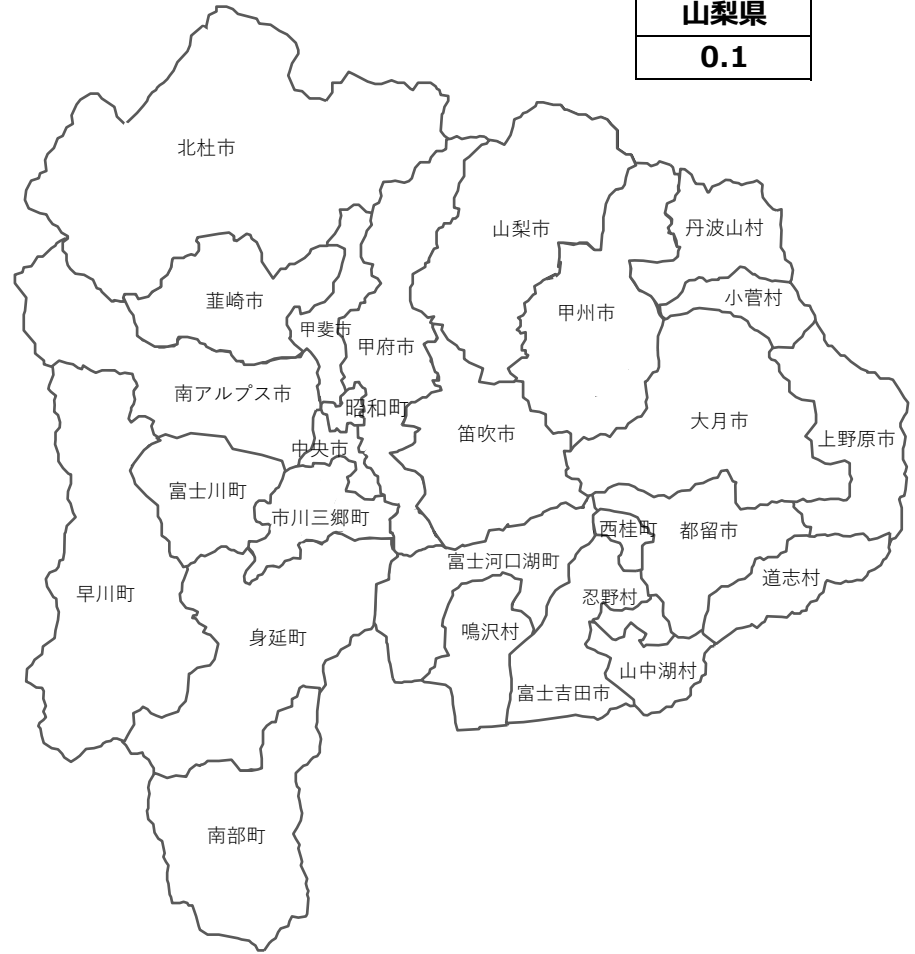 山梨県
0.1
北杜市
山梨市
丹波山村
韮崎市
小菅村
甲州市
甲斐市
甲府市
南アルプス市
昭和町
大月市
笛吹市
上野原市
中央市
富士川町
市川三郷町
西桂町
都留市
富士河口湖町
道志村
早川町
忍野村
身延町
鳴沢村
山中湖村
富士吉田市
南部町